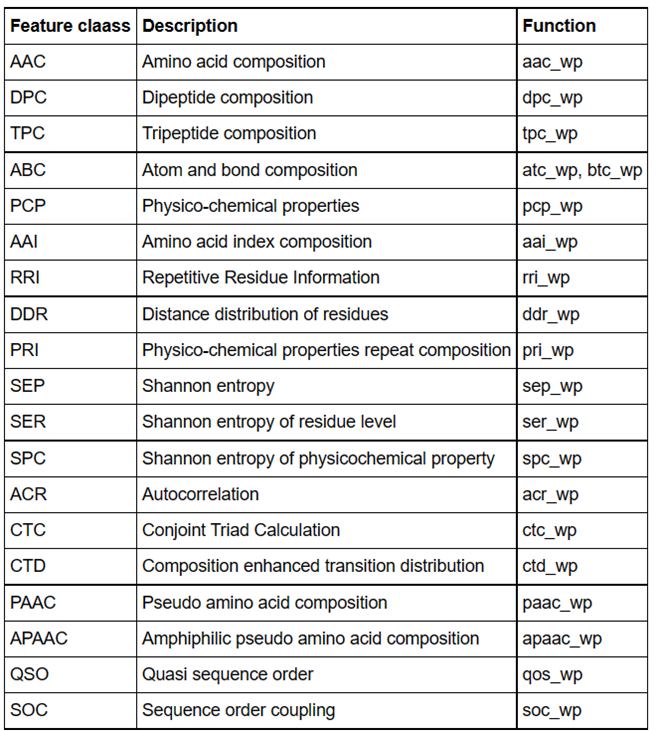 Feature claass Description Function
AAC Amino acid composition aac_wp
DPC Dipeptide composition dpc_wp
TPC Tripeptide composition tpc_wp
ABC Atom and bond composition atc_wp, btc_wp
PCP Physico-chemical properties pcp_wp
AAI Amino acid index composition aai_wp
RRI Repetitive Residue Information rri_wp
DDR Distance distribution of residues ddr_wp
PRI Physico-chemical properties repeat composition pri_wp
SEP Shannon entropy sep_wp
SER Shannon entropy of residue level ser_wp
SPC Shannon entropy of physicochemical property spc_wp
ACR Autocorrelation acr_wp
CTC Conjoint Triad Calculation ctc_wp
CTD Composition enhanced transition distribution ctd_wp
PAAC Pseudo amino acid composition paac_wp
APAAC Amphiphilic pseudo amino acid composition apaac_wp
QSO Quasi sequence order qos_wp
SOC Sequence order coupling soc_wp